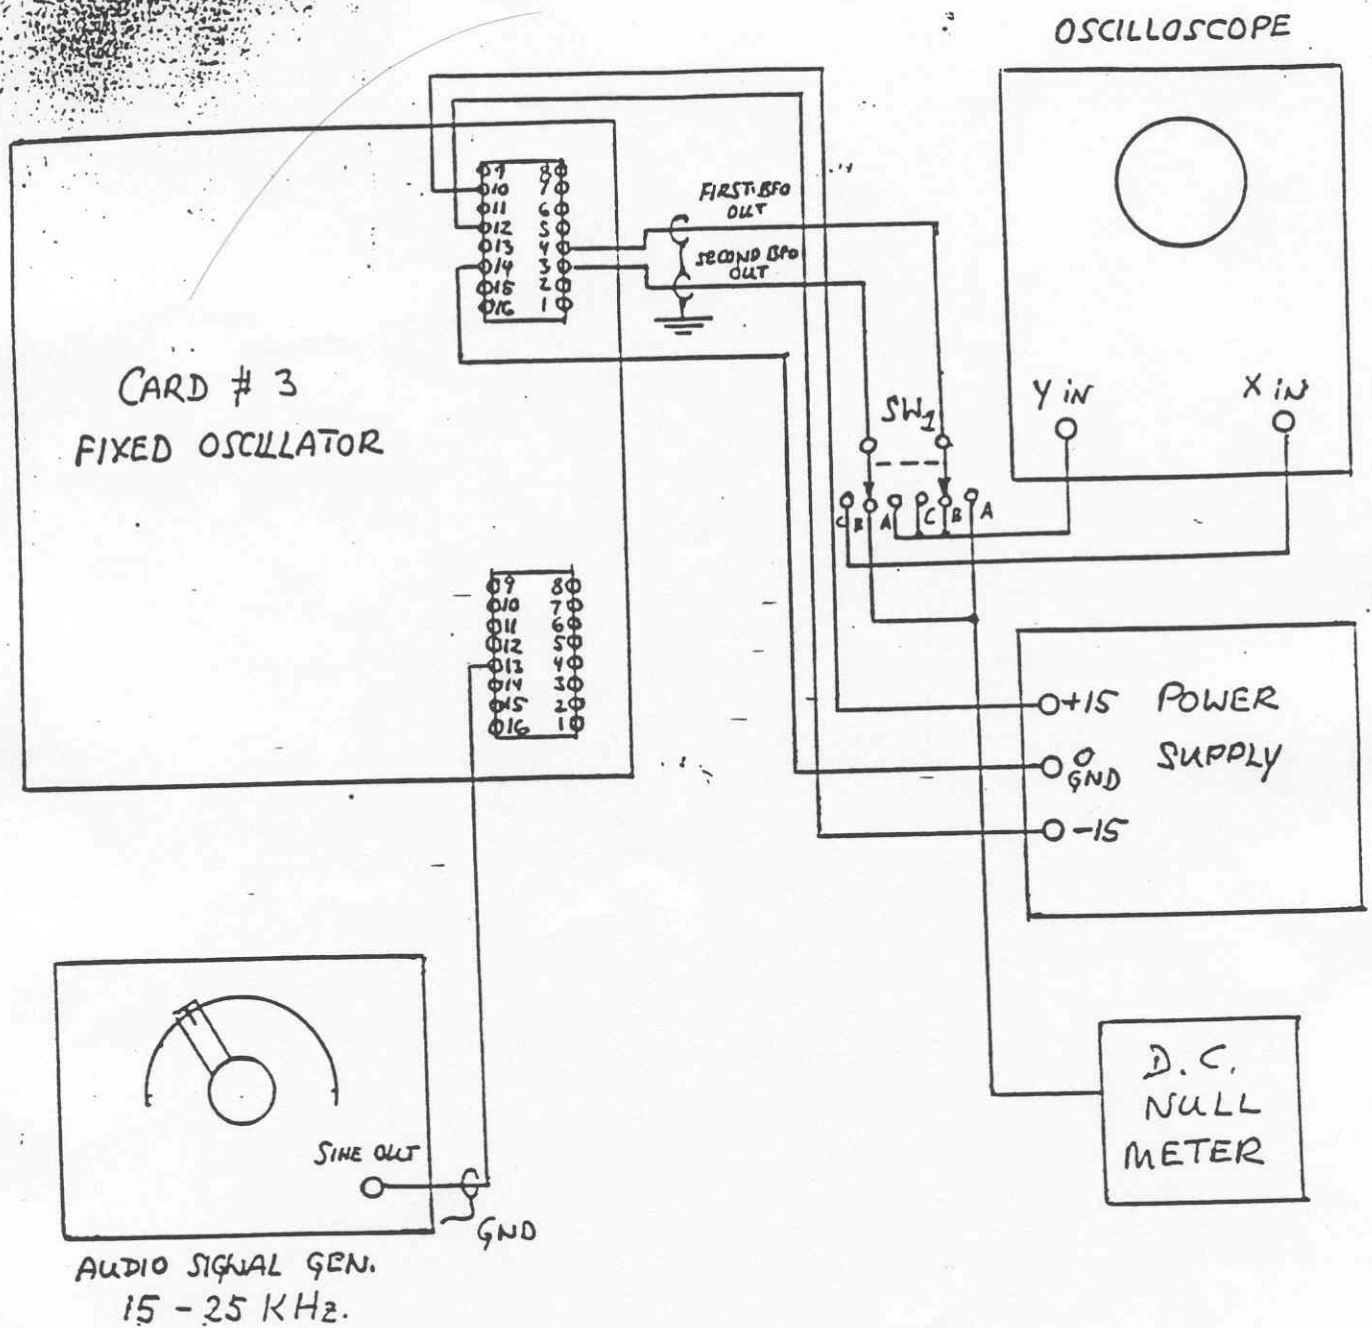 OSCILLOSCOPE
9 8
10 7
11 6
12 5
13 4
14 3
15 2
16 1
FIRST BFO
OUT
SECOND BFO
OUT
CARD # 3
FIXED OSCILLATOR
SW1
Y IN
X IN
C B A C B A
9 8
10 7
11 6
12 5
13 4
14 3
15 2
16 1
+15
0
GND
-15
POWER
SUPPLY
D.C.
NULL
METER
SINE OUT
GND
AUDIO SIGNAL GEN.
15 - 25 KHz.